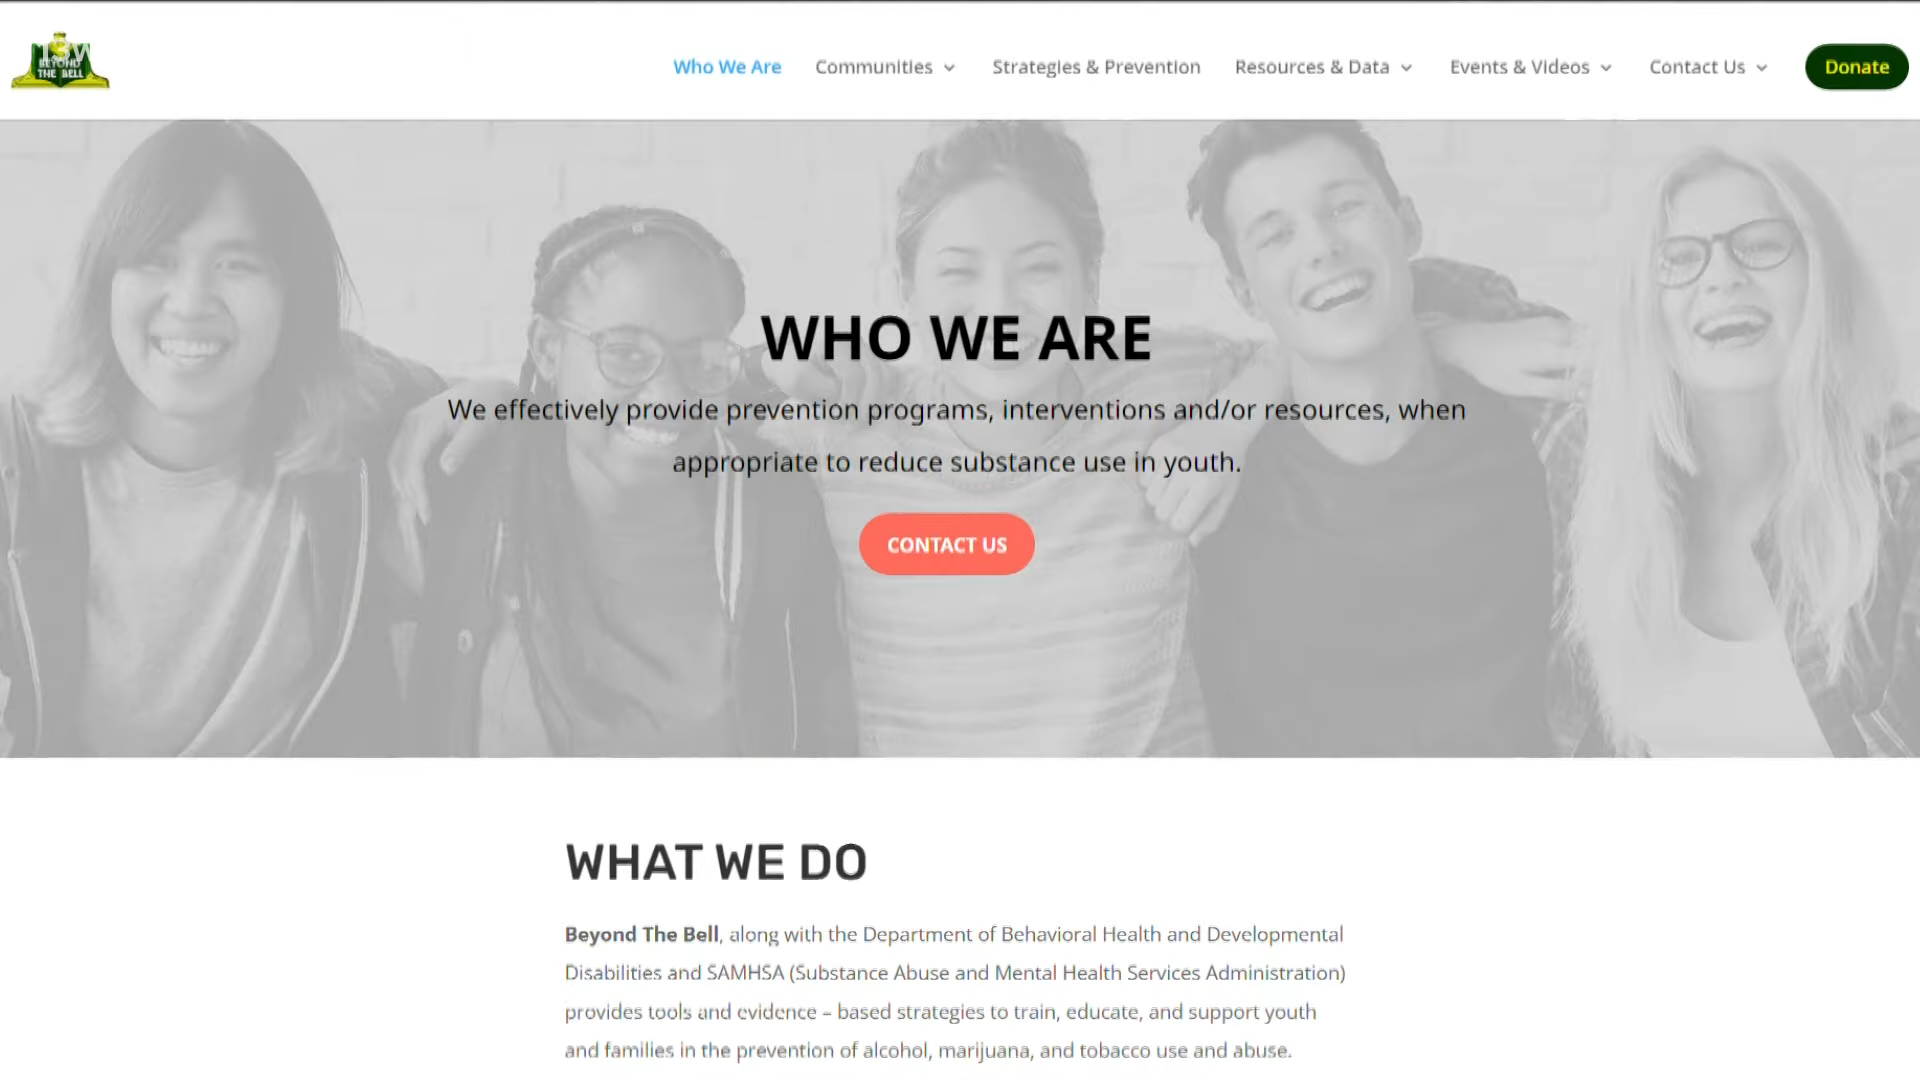 13W
BEYOND
THE BELL
Who We Are
Communities
Strategies & Prevention
Resources & Data
Events & Videos
Contact Us
Donate
WHO WE ARE
We effectively provide prevention programs, interventions and/or resources, when
appropriate to reduce substance use in youth.
CONTACT US
WHAT WE DO
Beyond The Bell, along with the Department of Behavioral Health and Developmental
Disabilities and SAMHSA (Substance Abuse and Mental Health Services Administration)
provides tools and evidence – based strategies to train, educate, and support youth
and families in the prevention of alcohol, marijuana, and tobacco use and abuse.